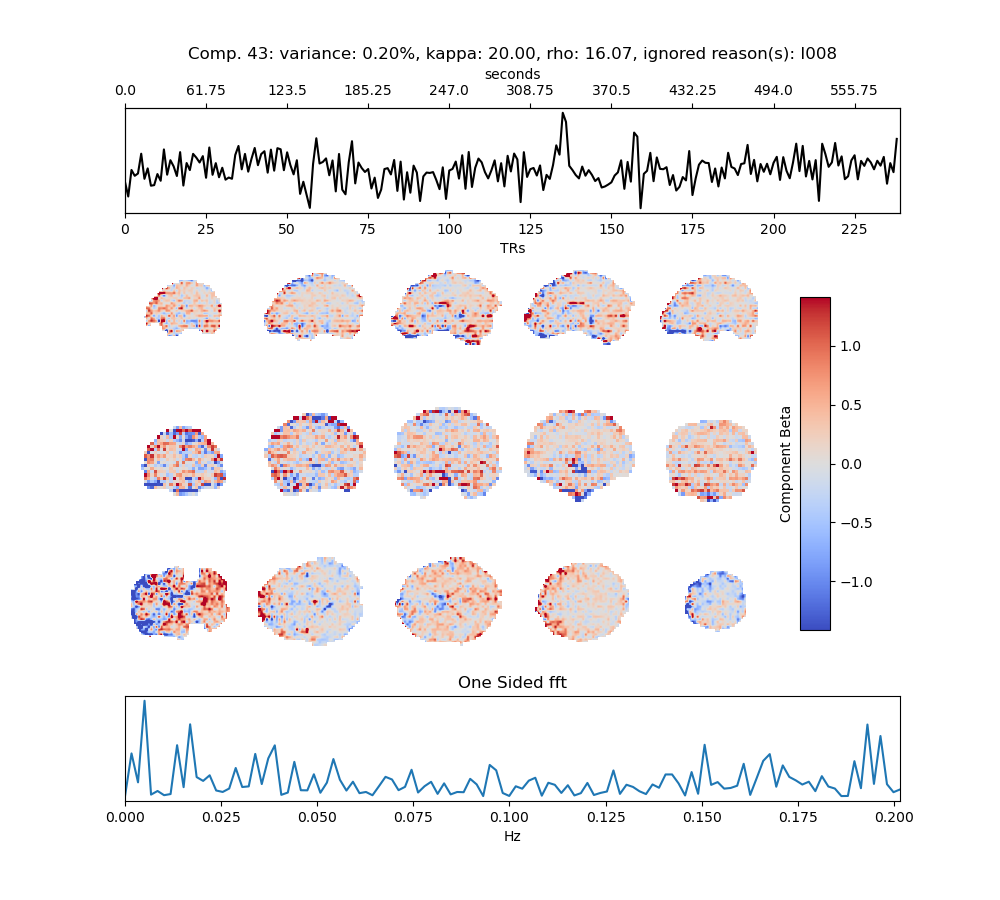 Comp. 43: variance: 0.20%, kappa: 20.00, rho: 16.07, ignored reason(s): I008
seconds
0.0 61.75 123.5 185.25 247.0 308.75 370.5 432.25 494.0 555.75
0 25 50 75 100 125 150 175 200 225
TRs
1.0
0.5
0.0
−0.5
−1.0
Component Beta
One Sided fft
0.000 0.025 0.050 0.075 0.100 0.125 0.150 0.175 0.200
Hz